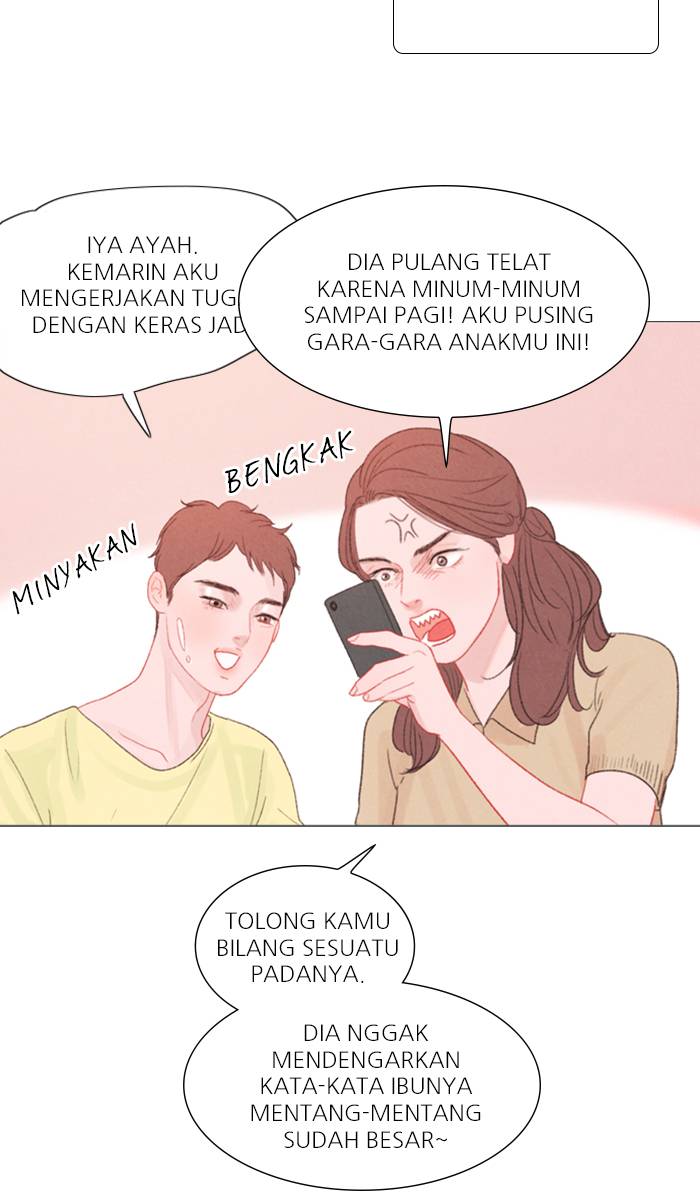 IYA AYAH.
KEMARIN AKU
MENGERJAKAN
DENGAN KERAS
DIA PULANG TELAT
KARENA MINUM-MINUM
SAMPAI PAGI! AKU PUSING
GARA-GARA ANAKMU INI!
BENGKAK
MINYAKAN
TOLONG KAMU
BILANG SESUATU
PADANYA.
DIA NGGAK
MENDENGARKAN
KATA-KATA IBUNYA
MENTANG-MENTANG
SUDAH BESAR~